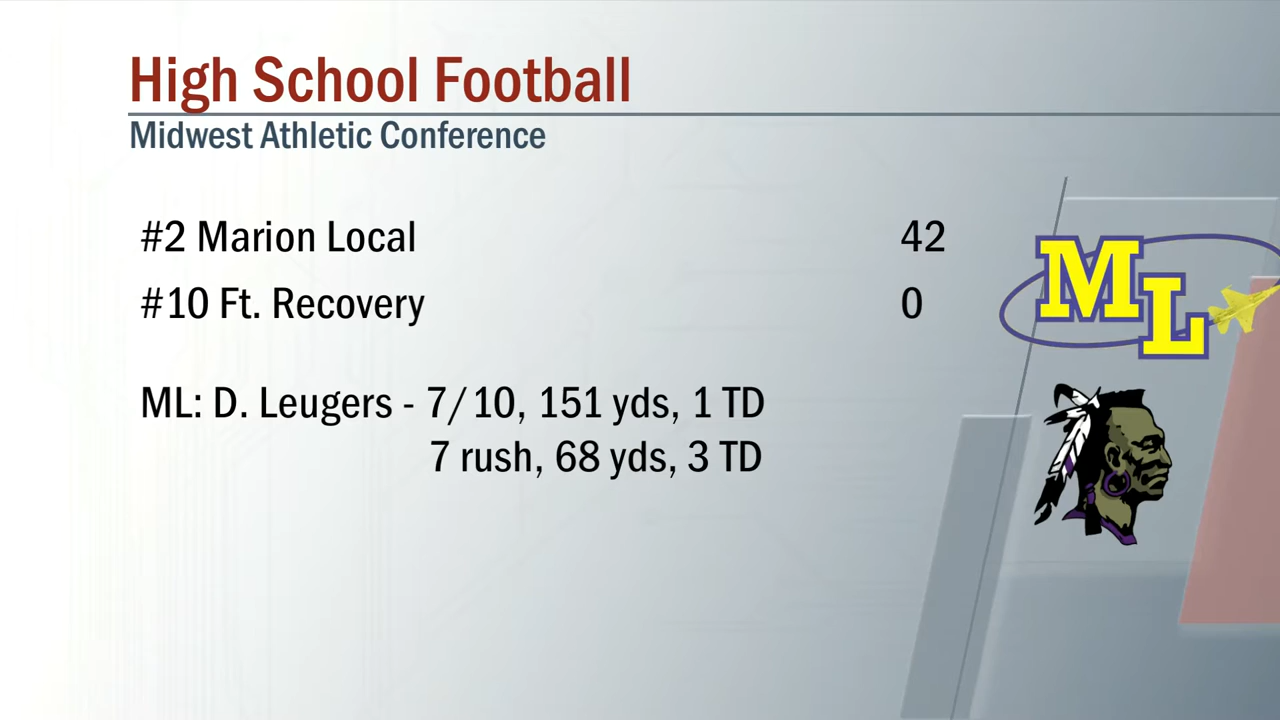 High School Football
Midwest Athletic Conference
#2 Marion Local 42
#10 Ft. Recovery 0
ML
ML: D. Leugers - 7/10, 151 yds, 1 TD
7 rush, 68 yds, 3 TD